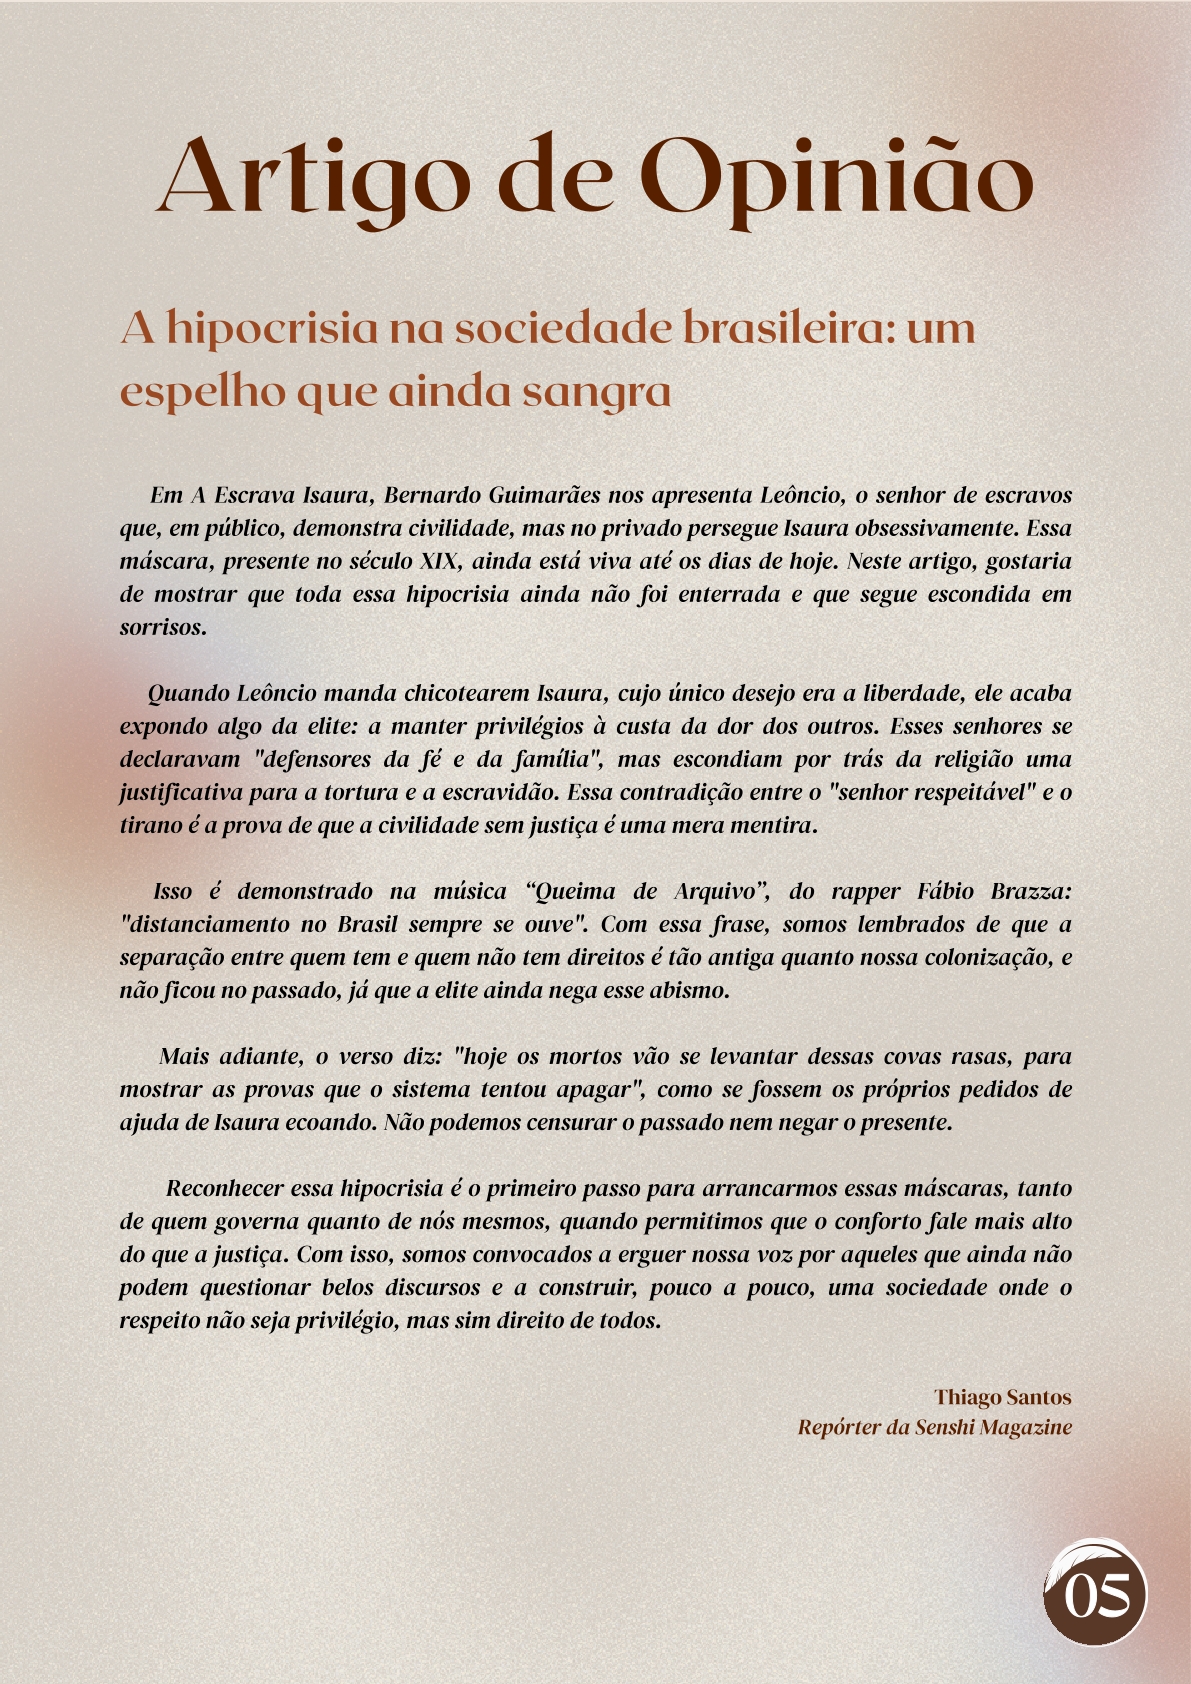 Artigo de Opinião
A hipocrisia na sociedade brasileira: um
espelho que ainda sangra
Em A Escrava Isaura, Bernardo Guimarães nos apresenta Leôncio, o senhor de escravos
que, em público, demonstra civilidade, mas no privado persegue Isaura obsessivamente. Essa
máscara, presente no século XIX, ainda está viva até os dias de hoje. Neste artigo, gostaria
de mostrar que toda essa hipocrisia ainda não foi enterrada e que segue escondida em
sorrisos.
Quando Leôncio manda chicotearem Isaura, cujo único desejo era a liberdade, ele acaba
expondo algo da elite: a manter privilégios à custa da dor dos outros. Esses senhores se
declaravam "defensores da fé e da família", mas escondiam por trás da religião uma
justificativa para a tortura e a escravidão. Essa contradição entre o "senhor respeitável" e o
tirano é a prova de que a civilidade sem justiça é uma mera mentira.
Isso é demonstrado na música “Queima de Arquivo”, do rapper Fábio Brazza:
"distanciamento no Brasil sempre se ouve". Com essa frase, somos lembrados de que a
separação entre quem tem e quem não tem direitos é tão antiga quanto nossa colonização, e
não ficou no passado, já que a elite ainda nega esse abismo.
Mais adiante, o verso diz: "hoje os mortos vão se levantar dessas covas rasas, para
mostrar as provas que o sistema tentou apagar", como se fossem os próprios pedidos de
ajuda de Isaura ecoando. Não podemos censurar o passado nem negar o presente.
Reconhecer essa hipocrisia é o primeiro passo para arrancarmos essas máscaras, tanto
de quem governa quanto de nós mesmos, quando permitimos que o conforto fale mais alto
do que a justiça. Com isso, somos convocados a erguer nossa voz por aqueles que ainda não
podem questionar belos discursos e a construir, pouco a pouco, uma sociedade onde o
respeito não seja privilégio, mas sim direito de todos.
Thiago Santos
Repórter da Senshi Magazine
05